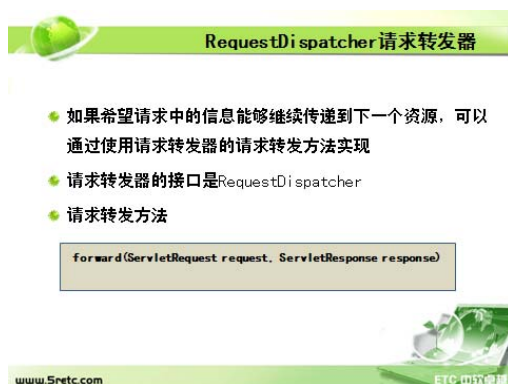 RequestDispatcher请求转发器
如果希望请求中的信息能够继续传递到下一个资源，可以
通过使用请求转发器的请求转发方法实现
请求转发器的接口是RequestDispatcher
请求转发方法
forward(ServletRequest request, ServletResponse response)
www.5retc.com
ETC 中软卓越